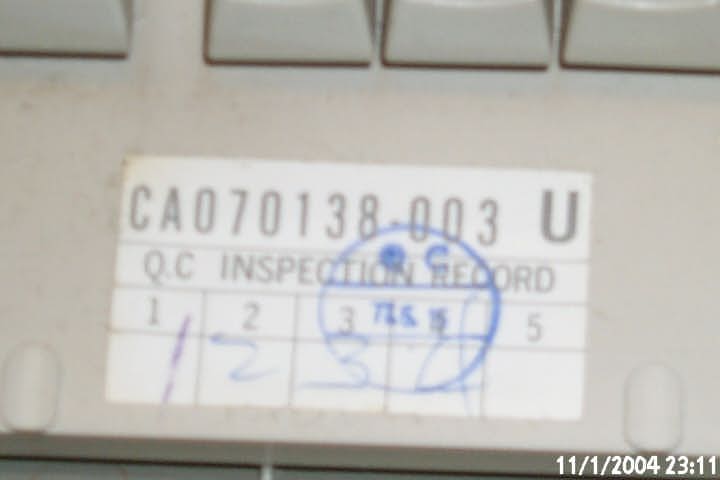 CA070138-003 U
Q.C INSPECTION RECORD
1 2 3 4 5
1 2 3 4
11/1/2004 23:11